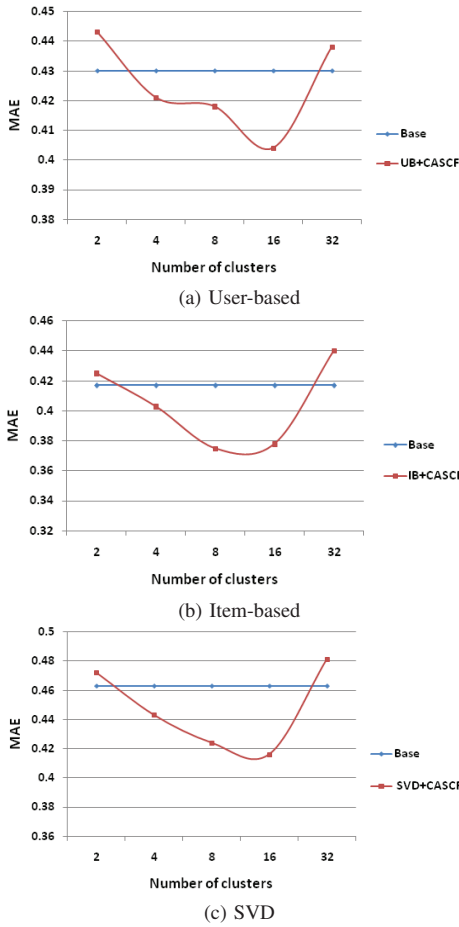 0.45
0.44
0.43
0.42
0.41
0.4
0.39
0.38
MAE
2 4 8 16 32
Number of clusters
Base
UB+CASCF
(a) User-based
0.46
0.44
0.42
0.4
0.38
0.36
0.34
0.32
MAE
2 4 8 16 32
Number of clusters
Base
IB+CASCF
(b) Item-based
0.5
0.48
0.46
0.44
0.42
0.4
0.38
0.36
MAE
2 4 8 16 32
Number of clusters
Base
SVD+CASCF
(c) SVD